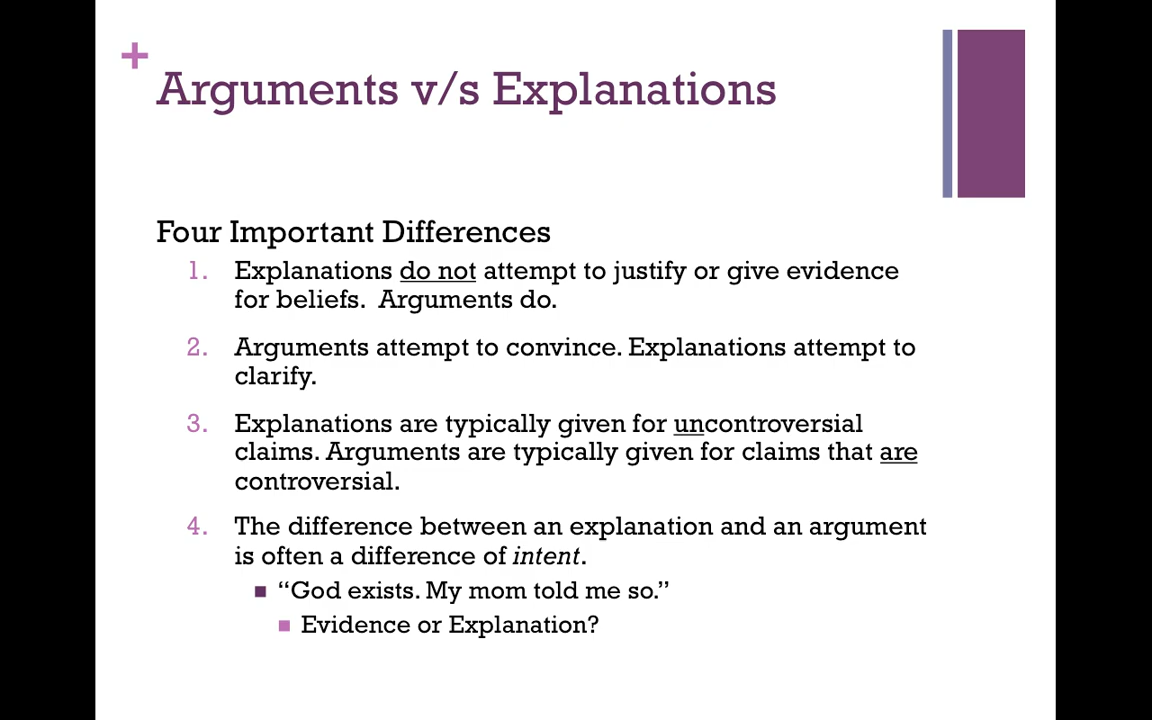 +
Arguments v/s Explanations
Four Important Differences
1. Explanations do not attempt to justify or give evidence
for beliefs.  Arguments do.
2. Arguments attempt to convince. Explanations attempt to
clarify.
3. Explanations are typically given for uncontroversial
claims. Arguments are typically given for claims that are
controversial.
4. The difference between an explanation and an argument
is often a difference of intent.
■ “God exists. My mom told me so.”
■ Evidence or Explanation?